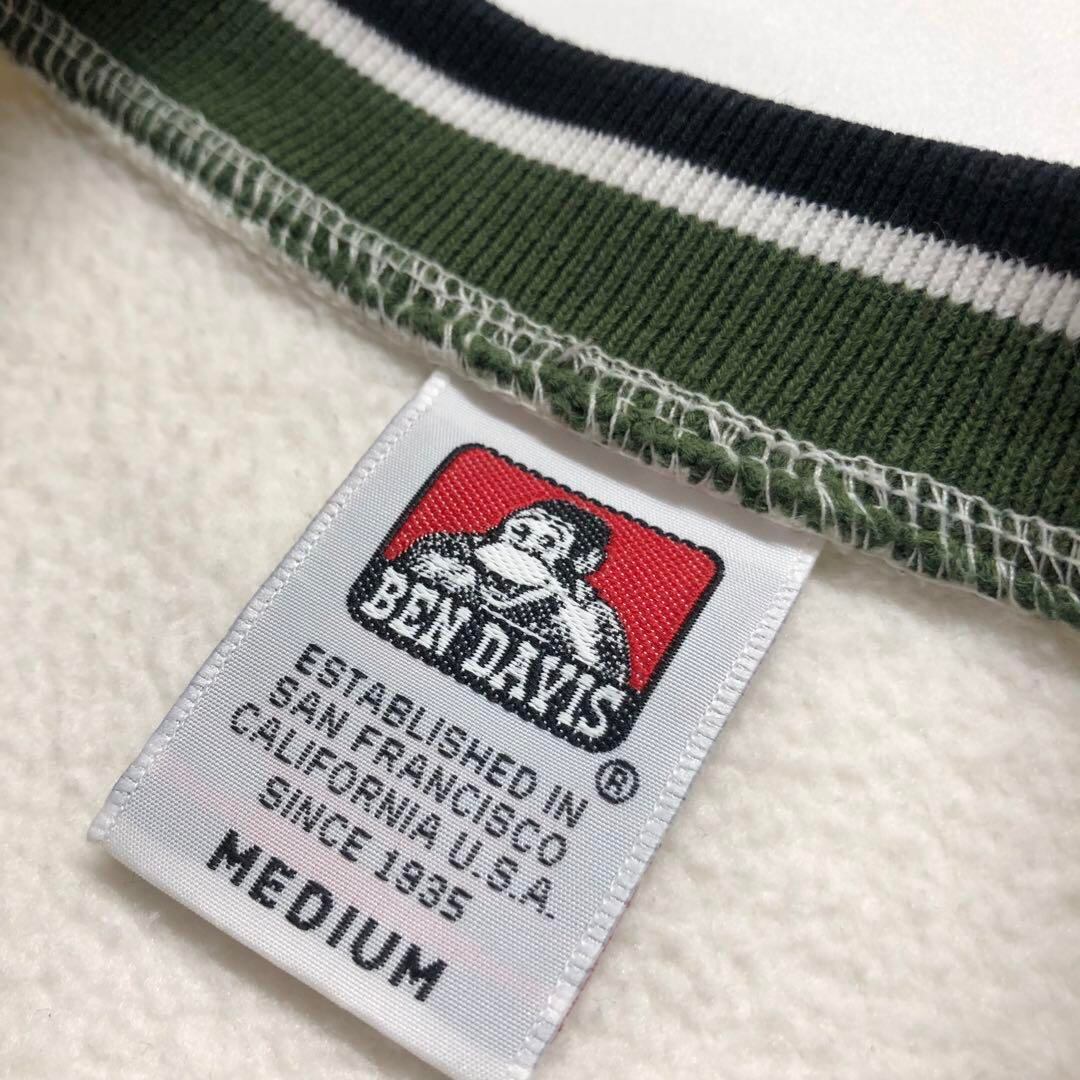 BEN DAVIS
®
ESTABLISHED IN
SAN FRANCISCO
CALIFORNIA U.S.A.
SINCE 1935
MEDIUM